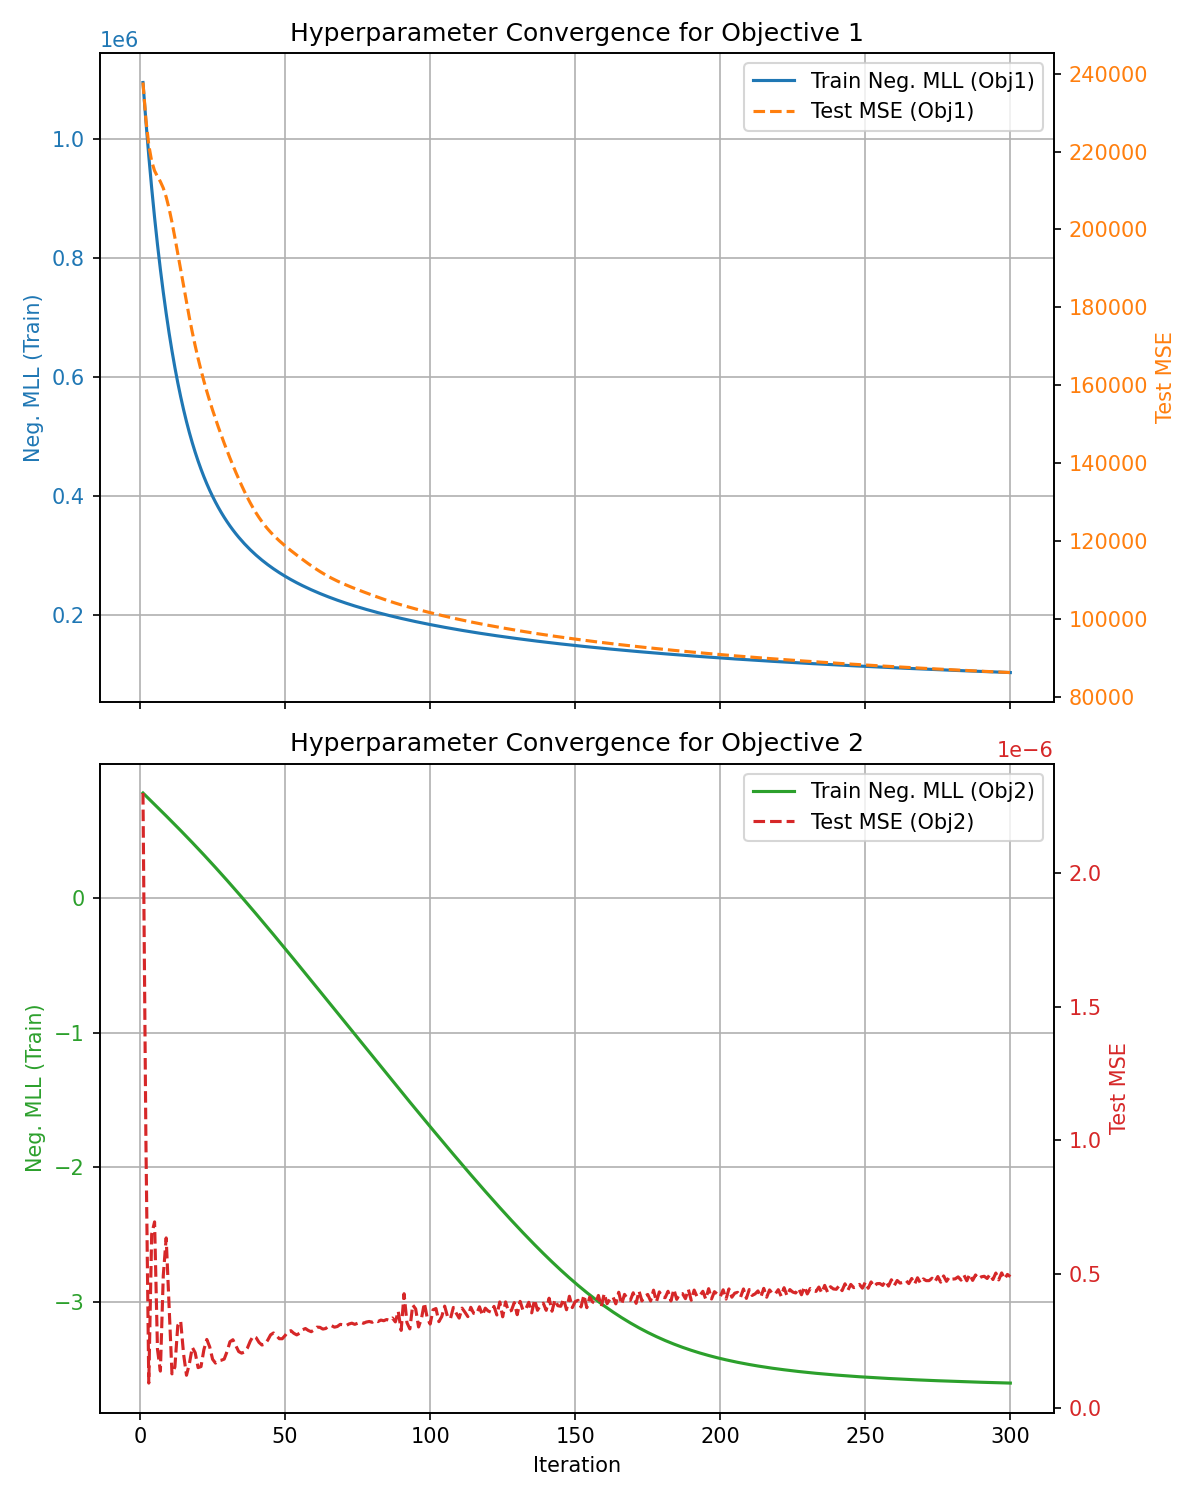 Hyperparameter Convergence for Objective 1
1e6
Train Neg. MLL (Obj1)
Test MSE (Obj1)
1.0
0.8
0.6
0.4
0.2
Neg. MLL (Train)
240000
220000
200000
180000
160000
140000
120000
100000
80000
Test MSE
Hyperparameter Convergence for Objective 2
1e−6
Train Neg. MLL (Obj2)
Test MSE (Obj2)
0
−1
−2
−3
Neg. MLL (Train)
2.0
1.5
1.0
0.5
0.0
Test MSE
0 50 100 150 200 250 300
Iteration